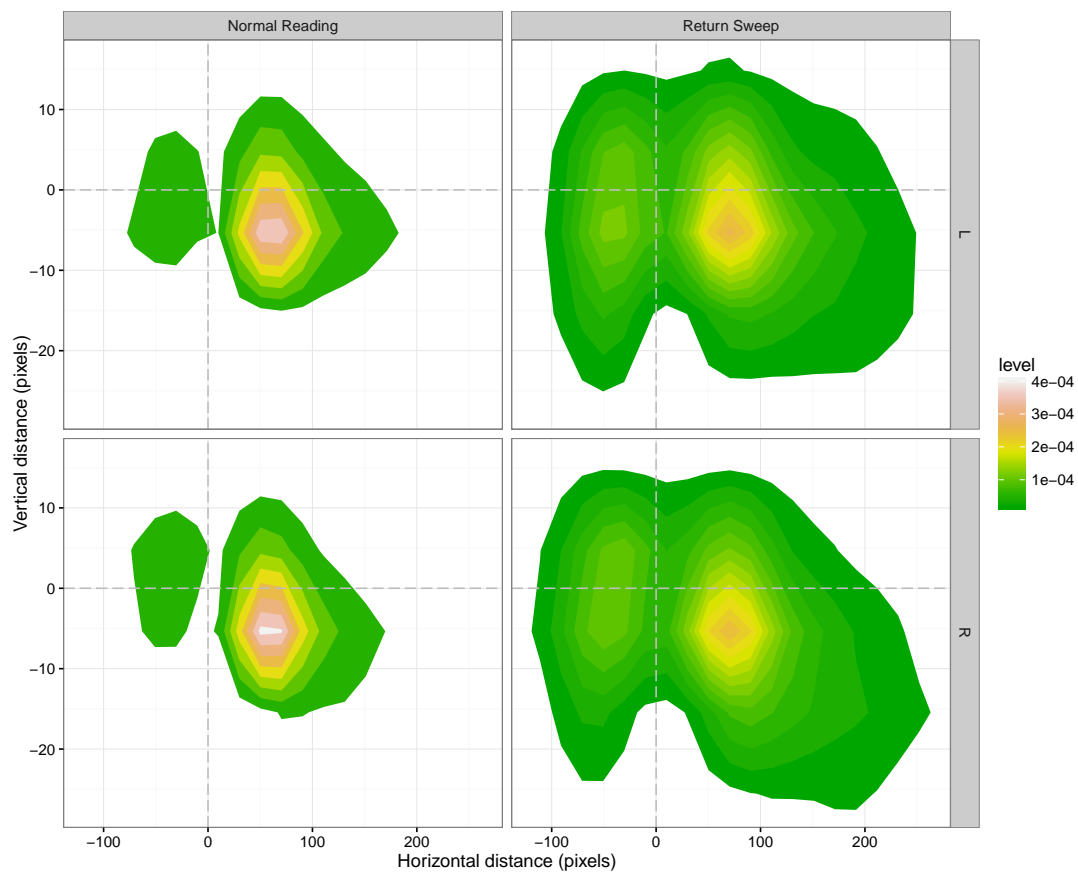 Normal Reading
Return Sweep
10
0
−10
−20
L
10
0
−10
−20
R
−100
0
100
200
−100
0
100
200
Horizontal distance (pixels)
Vertical distance (pixels)
level
4e−04
3e−04
2e−04
1e−04